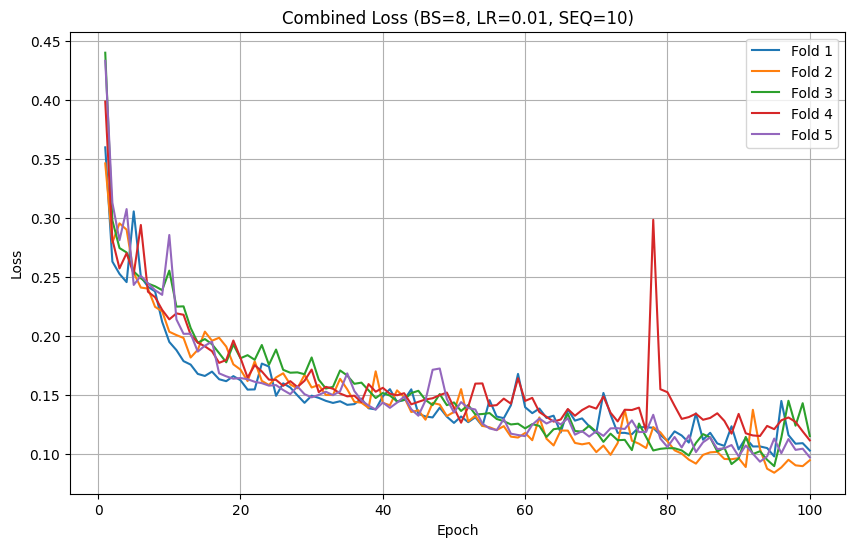 Combined Loss (BS=8, LR=0.01, SEQ=10)
Loss
0.45
0.40
0.35
0.30
0.25
0.20
0.15
0.10
Fold 1
Fold 2
Fold 3
Fold 4
Fold 5
0
20
40
60
80
100
Epoch